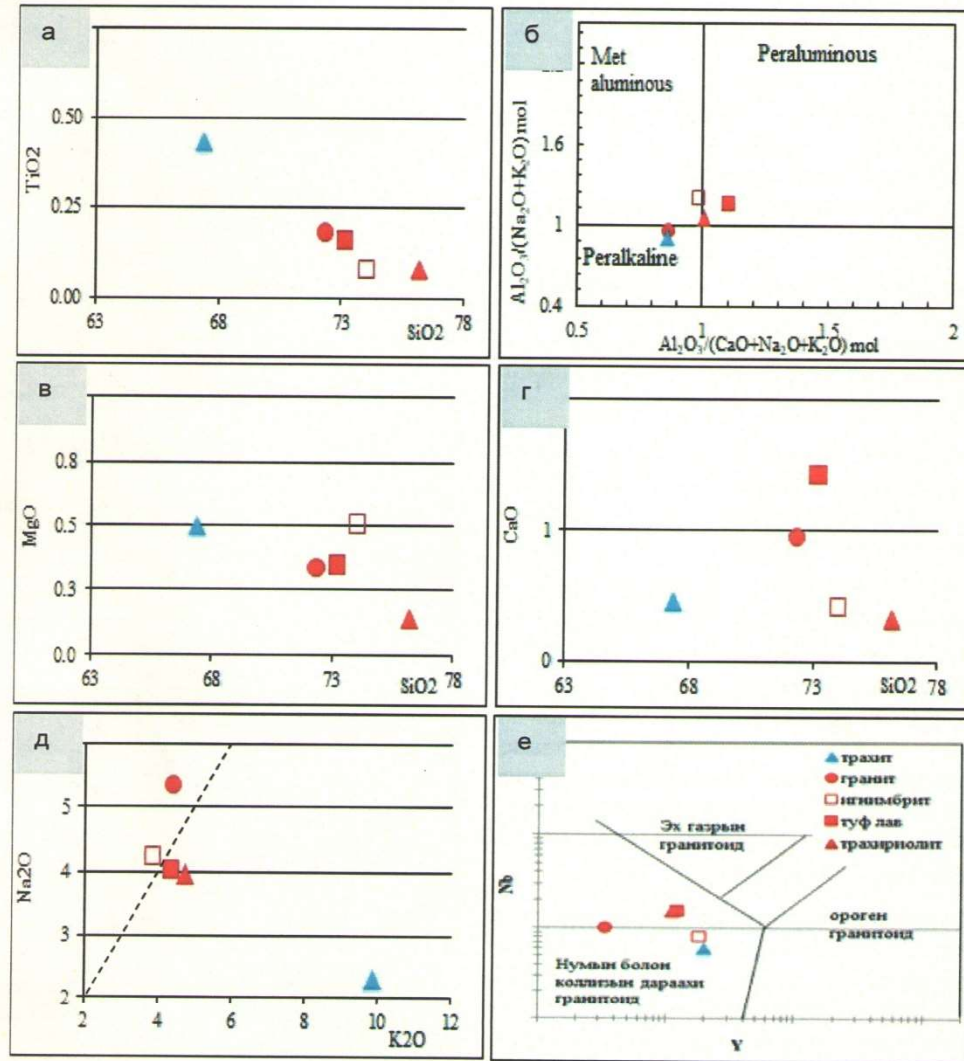 а
TiO2
0.50
0.25
0.00
63
68
73
SiO2
78
б
Met
aluminous
Peraluminous
Peralkaline
Al₂O₃/(Na₂O+K₂O) mol
1.6
1
0.4
0.5
1
1.5
2
Al₂O₃/(CaO+Na₂O+K₂O) mol
в
MgO
0.8
0.5
0.3
0.0
63
68
73
SiO2
78
г
CaO
1
0
63
68
73
SiO2
78
д
Na2O
5
4
3
2
2
4
6
8
10
12
K2O
е
трахит
гранит
игнимбрит
туф лав
трахириолит
Эх газрын
гранитоид
ороген
гранитоид
Нумын болон
коллизын дараахи
гранитоид
Nb
Y